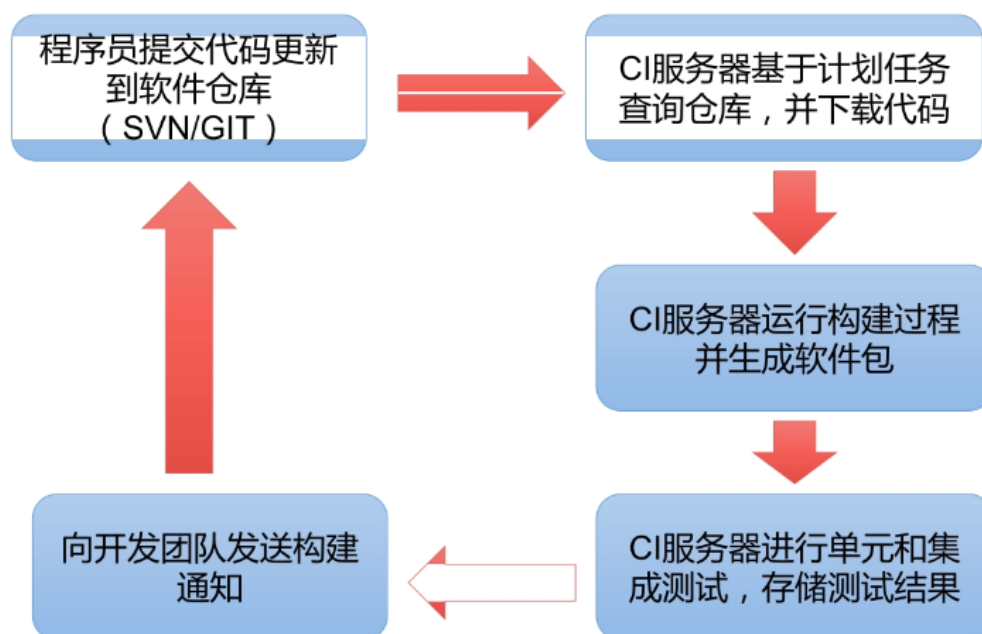 程序员提交代码更新
到软件仓库
（SVN/GIT）
CI服务器基于计划任务
查询仓库，并下载代码
CI服务器运行构建过程
并生成软件包
CI服务器进行单元和集
成测试，存储测试结果
向开发团队发送构建
通知